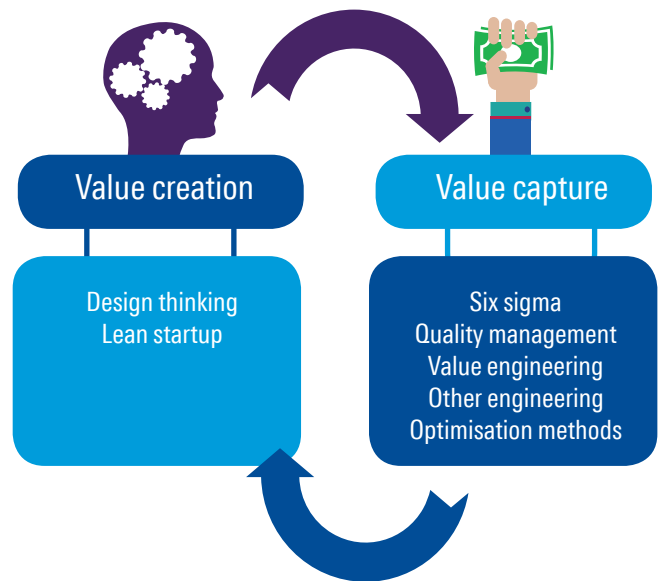 Value creation
Design thinking
Lean startup
Value capture
Six sigma
Quality management
Value engineering
Other engineering
Optimisation methods